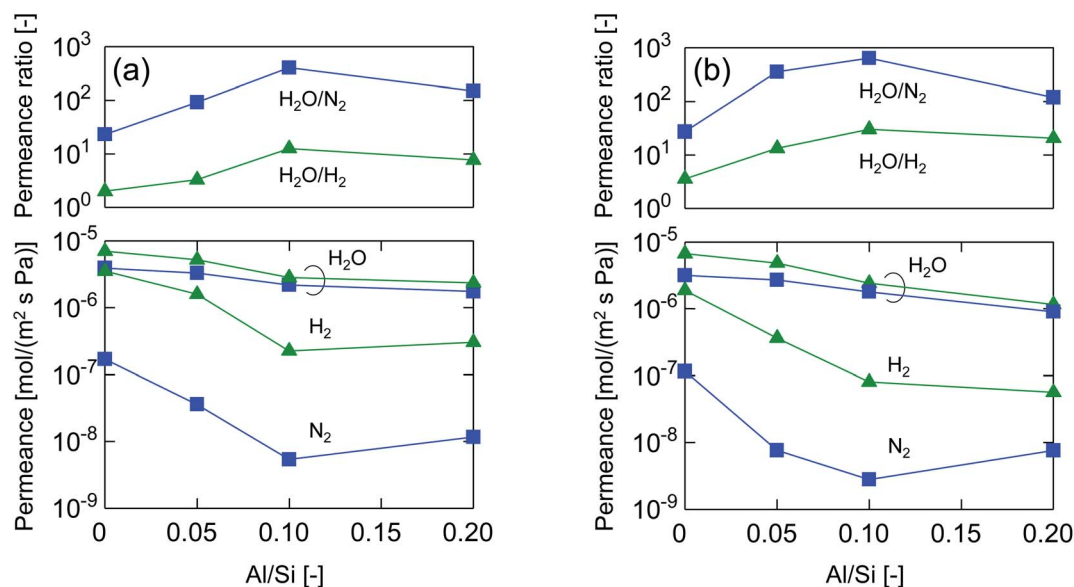 (a)
Permeance ratio [-]
10³
10²
10¹
10⁰
H₂O/N₂
H₂O/H₂
Permeance [mol/(m² s Pa)]
10⁻⁵
10⁻⁶
10⁻⁷
10⁻⁸
10⁻⁹
H₂O
H₂
N₂
0 0.05 0.10 0.15 0.20
Al/Si [-]
(b)
Permeance ratio [-]
10³
10²
10¹
10⁰
H₂O/N₂
H₂O/H₂
Permeance [mol/(m² s Pa)]
10⁻⁵
10⁻⁶
10⁻⁷
10⁻⁸
10⁻⁹
H₂O
H₂
N₂
0 0.05 0.10 0.15 0.20
Al/Si [-]